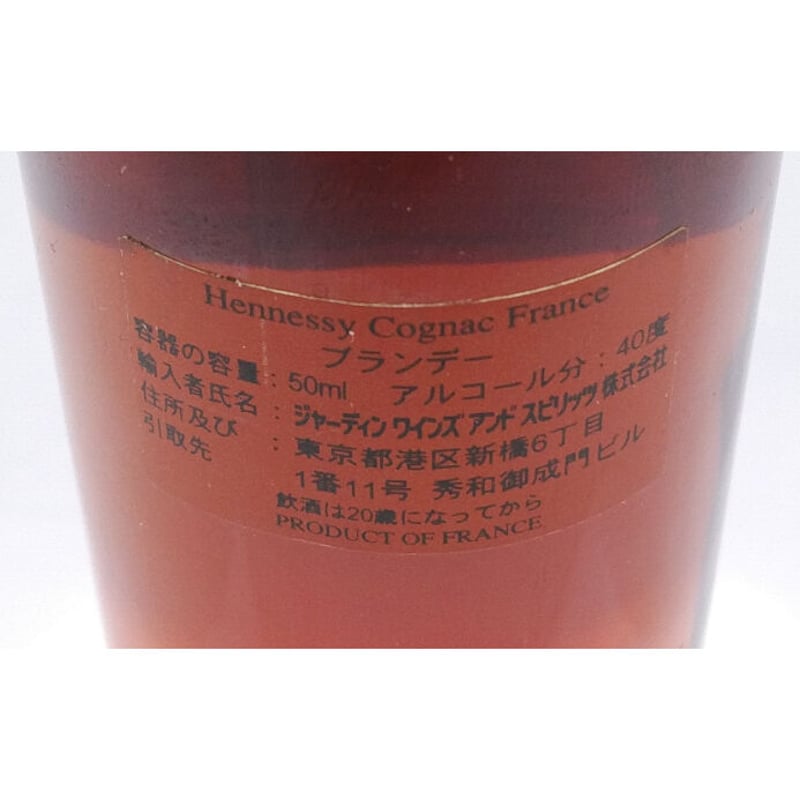 Hennessy Cognac France
ブランデー
容器の容量：50ml アルコール分：40度
輸入者氏名：ジャーディン ワインズ アンド スピリッツ 株式会社
住所及び引取先：東京都港区新橋6丁目
1番11号 秀和御成門ビル
飲酒は20歳になってから
PRODUCT OF FRANCE